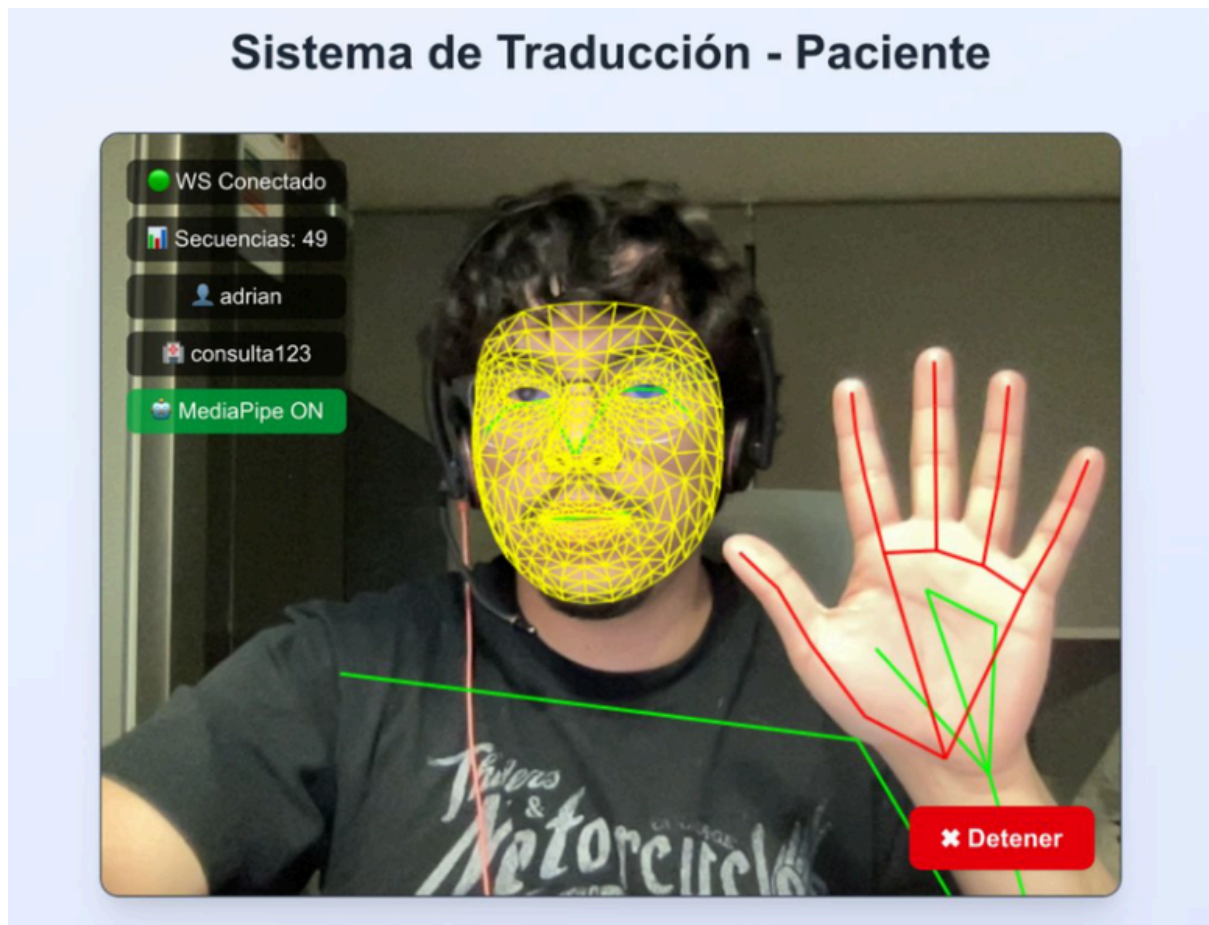 Sistema de Traducción - Paciente
WS Conectado
Secuencias: 49
adrian
consulta123
MediaPipe ON
&
✖ Detener